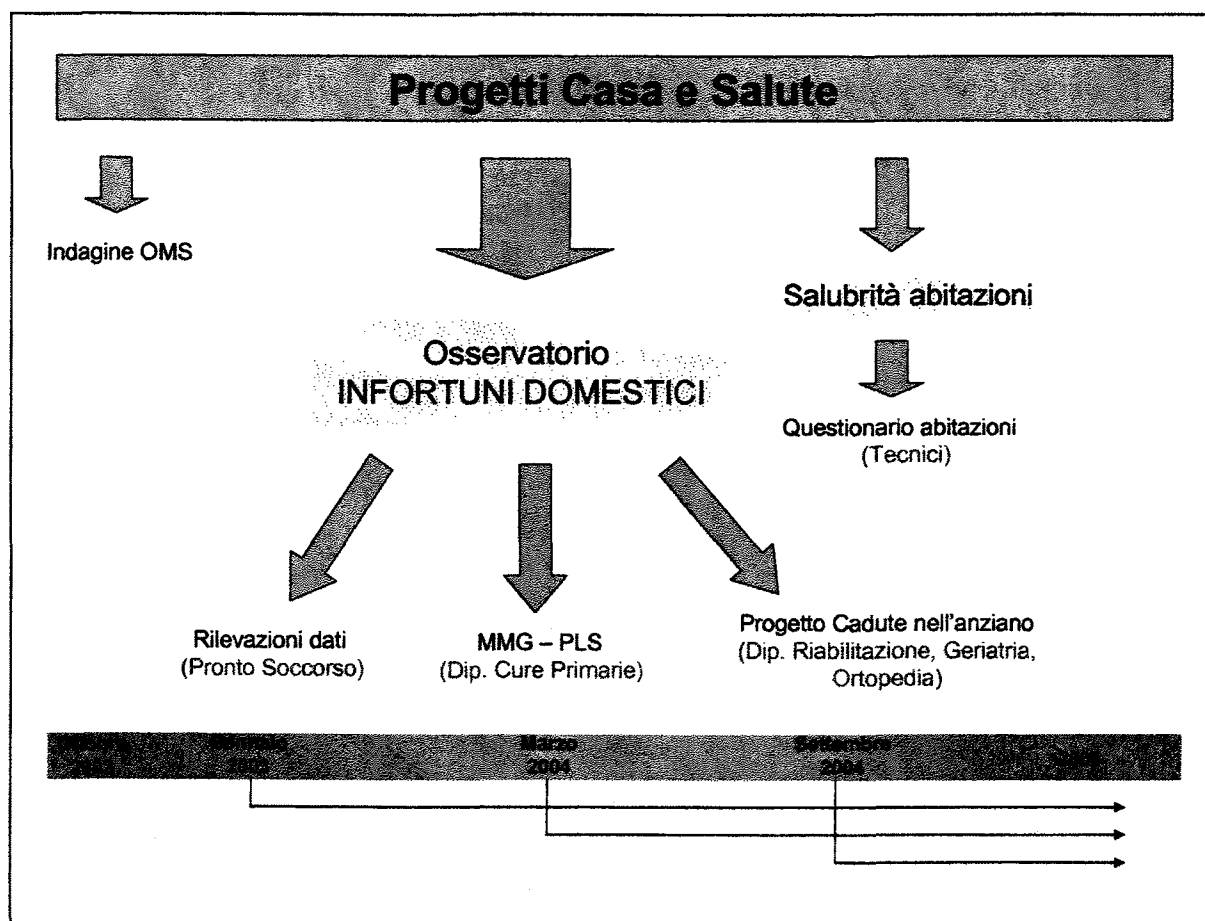 Progetti Casa e Salute
Indagine OMS
Salubrità abitazioni
Osservatorio
INFORTUNI DOMESTICI
Questionario abitazioni
(Tecnici)
Rilevazioni dati
(Pronto Soccorso)
MMG – PLS
(Dip. Cure Primarie)
Progetto Cadute nell'anziano
(Dip. Riabilitazione, Geriatria,
Ortopedia)
Marzo
2004
Settembre
2004